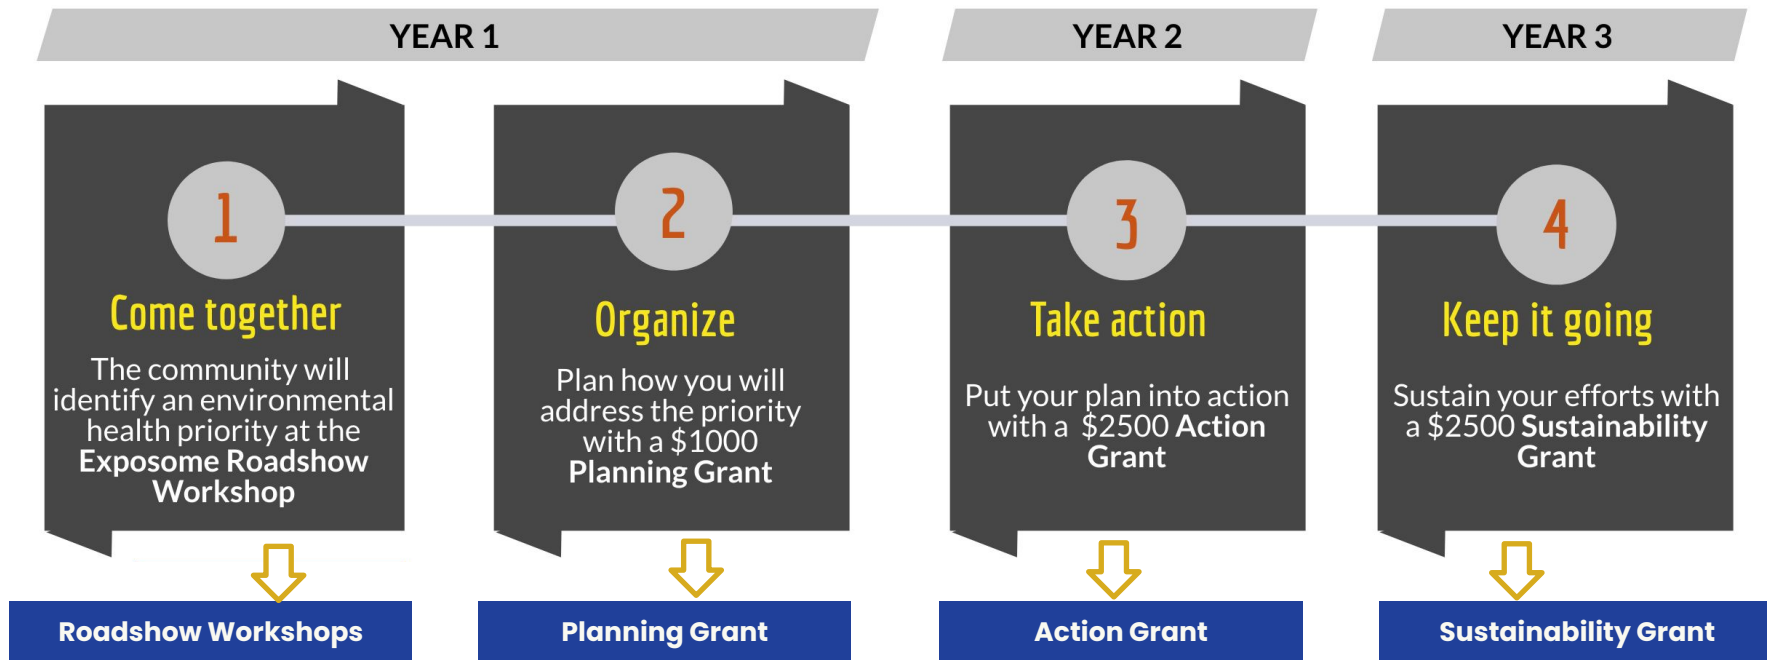 YEAR 1
YEAR 2
YEAR 3
1
Come together
The community will
identify an environmental
health priority at the
Exposome Roadshow
Workshop
2
Organize
Plan how you will
address the priority
with a $1000
Planning Grant
3
Take action
Put your plan into action
with a $2500 Action
Grant
4
Keep it going
Sustain your efforts with
a $2500 Sustainability
Grant
Roadshow Workshops
Planning Grant
Action Grant
Sustainability Grant